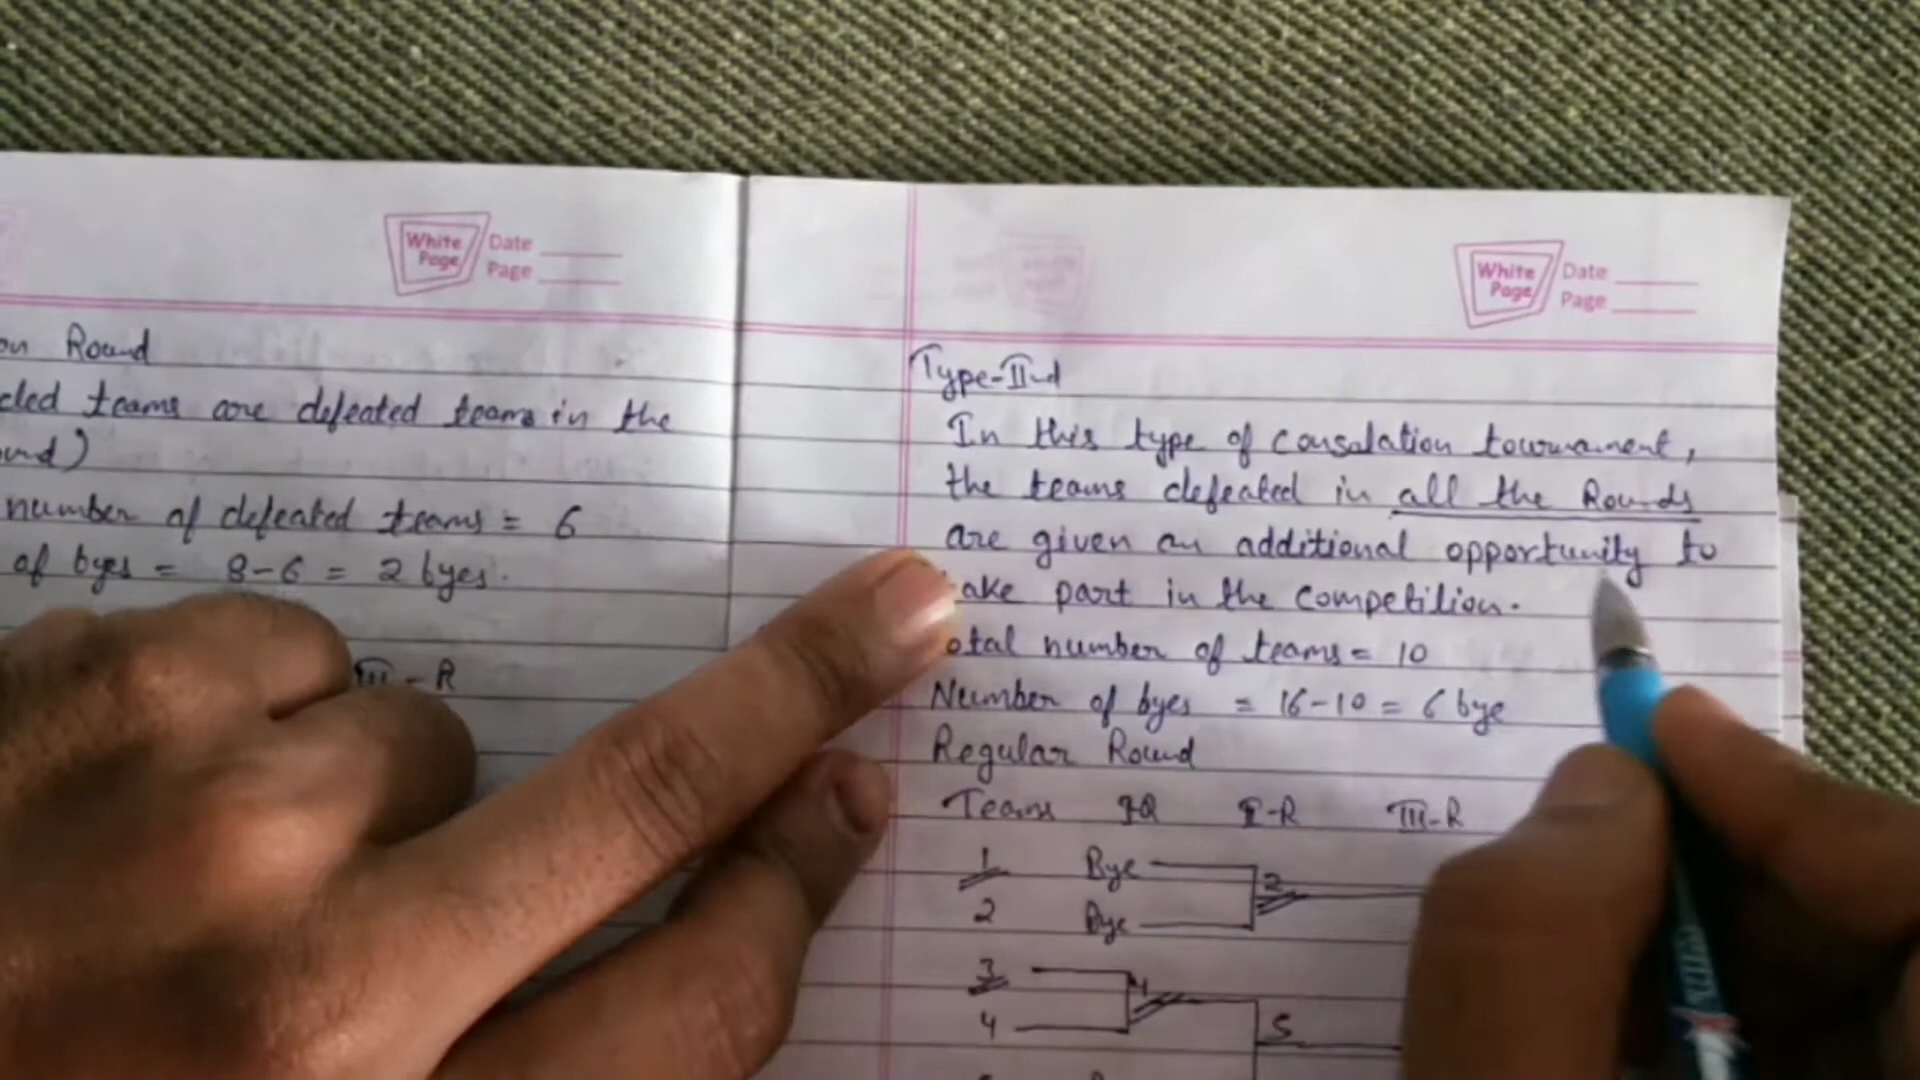 White Page Date
Page
on Round
cled teams are defeated teams in the
und)
number of defeated teams = 6
of byes = 8-6 = 2 byes.
III-R
White Page Date
Page
Type-IInd
In this type of consalation tournament,
the teams defeated in all the Rounds
are given an additional opportunity to
ake part in the competition.
otal number of teams = 10
Number of byes = 16-10 = 6 bye
Regular Round
Teams I-R II-R III-R
1 Bye
2
2 Bye
3
4
4
5